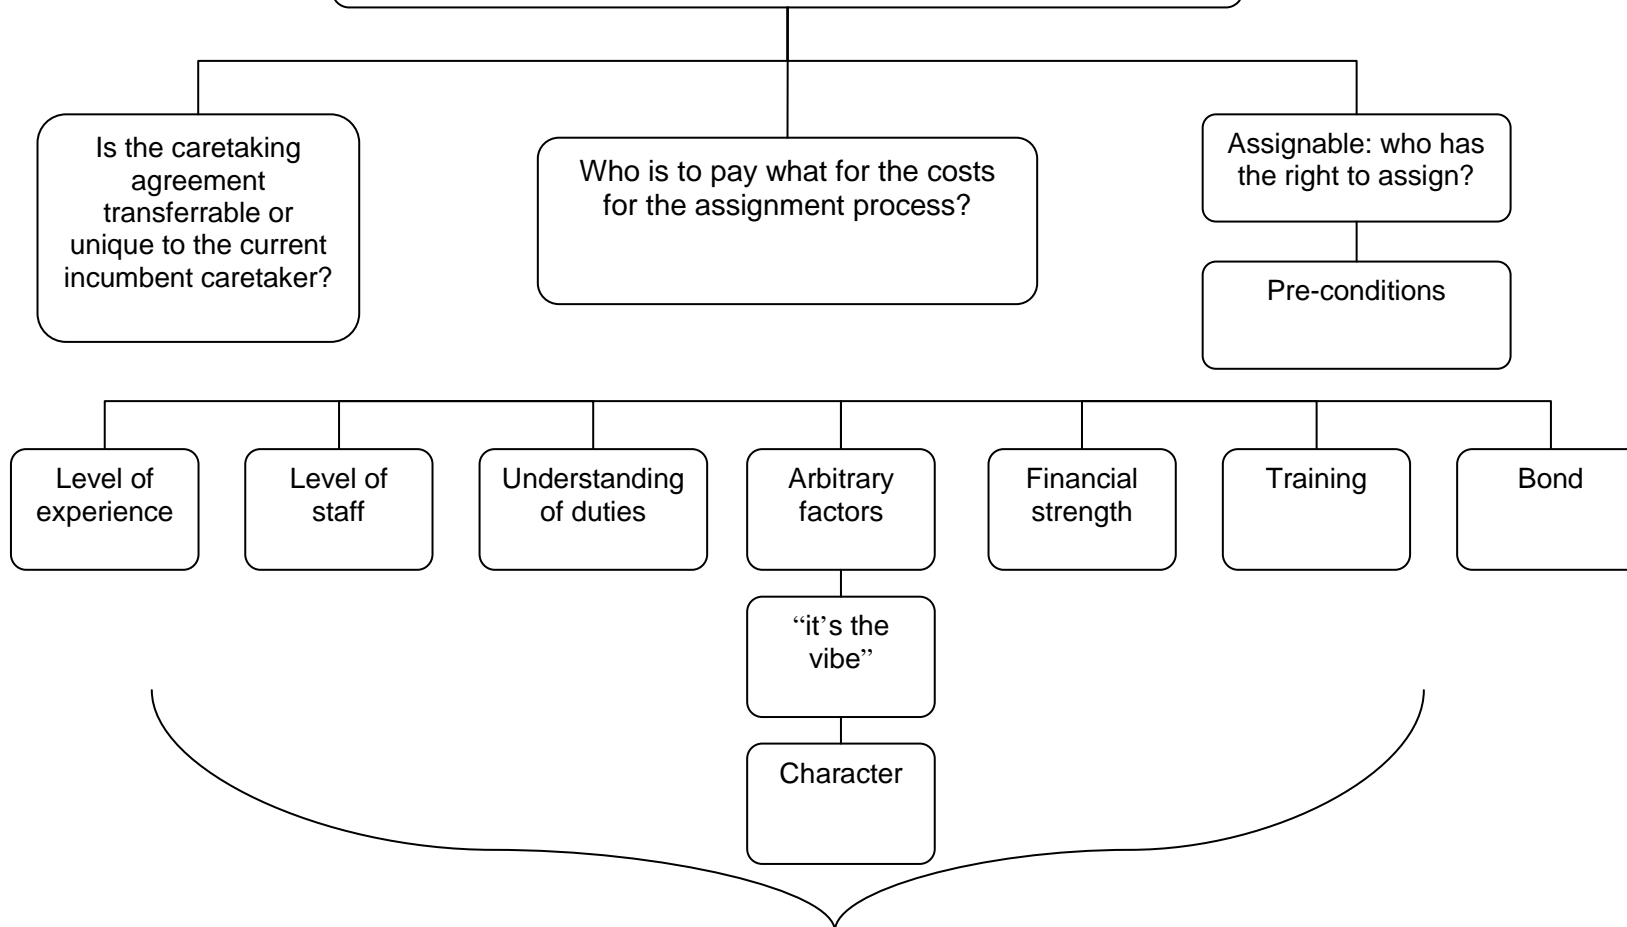 Is the caretaking
agreement
transferrable or
unique to the current
incumbent caretaker?
Who is to pay what for the costs
for the assignment process?
Assignable: who has
the right to assign?
Pre-conditions
Level of
experience
Level of
staff
Understanding
of duties
Arbitrary
factors
Financial
strength
Training
Bond
“it’s the
vibe”
Character